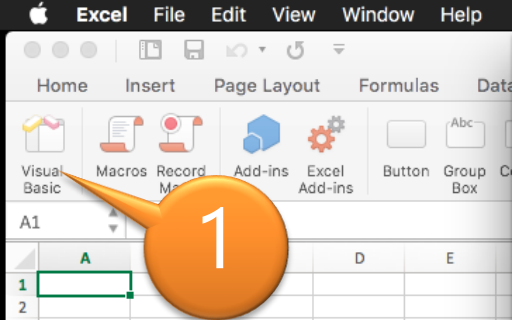 Excel File Edit View Window Help
Home Insert Page Layout Formulas
Visual Basic
Macros
Record
Add-ins
Excel Add-ins
Button
Abc
Group Box
A1
1
A D E
1
2